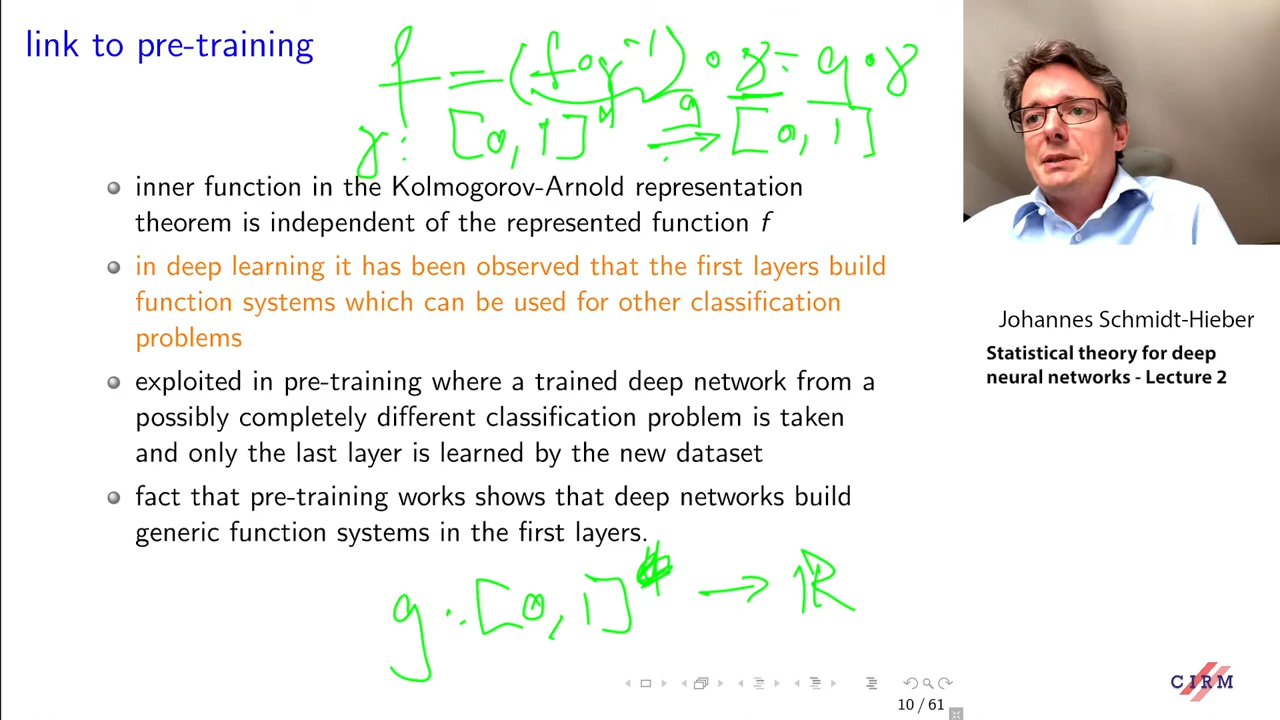 link to pre-training
f = (f ∘ γ⁻¹) ∘ γ = g ∘ γ
γ : [0, 1]ᵈ → [0, 1]
inner function in the Kolmogorov-Arnold representation
theorem is independent of the represented function f
in deep learning it has been observed that the first layers build
function systems which can be used for other classification
problems
exploited in pre-training where a trained deep network from a
possibly completely different classification problem is taken
and only the last layer is learned by the new dataset
fact that pre-training works shows that deep networks build
generic function systems in the first layers.
g : [0, 1] → ℝ
10 / 61
Johannes Schmidt-Hieber
Statistical theory for deep
neural networks - Lecture 2
CIRM